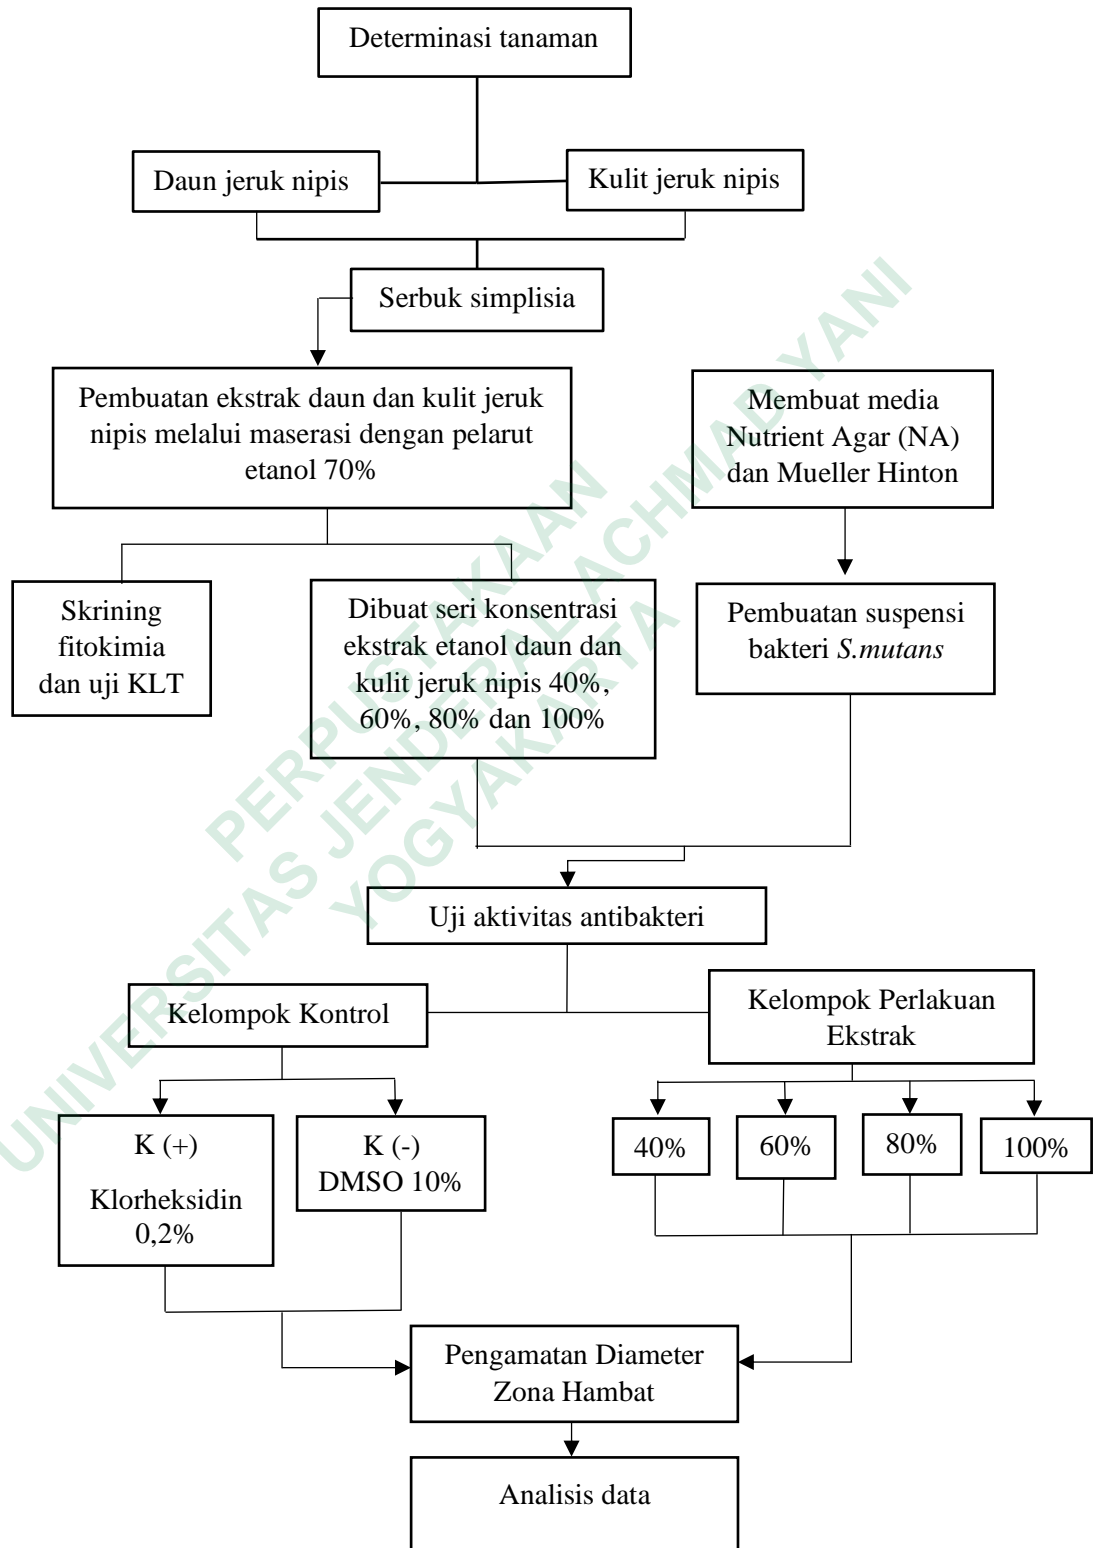 Determinasi tanaman
Daun jeruk nipis
Kulit jeruk nipis
Serbuk simplisia
Pembuatan ekstrak daun dan kulit jeruk
nipis melalui maserasi dengan pelarut
etanol 70%
Membuat media
Nutrient Agar (NA)
dan Mueller Hinton
Skrining
fitokimia
dan uji KLT
Dibuat seri konsentrasi
ekstrak etanol daun dan
kulit jeruk nipis 40%,
60%, 80% dan 100%
Pembuatan suspensi
bakteri S.mutans
Uji aktivitas antibakteri
Kelompok Kontrol
Kelompok Perlakuan
Ekstrak
K (+)
Klorheksidin
0,2%
K (-)
DMSO 10%
40%
60%
80%
100%
Pengamatan Diameter
Zona Hambat
Analisis data
PERPUSTAKAAN
UNIVERSITAS JENDERAL ACHMAD YANI
YOGYAKARTA